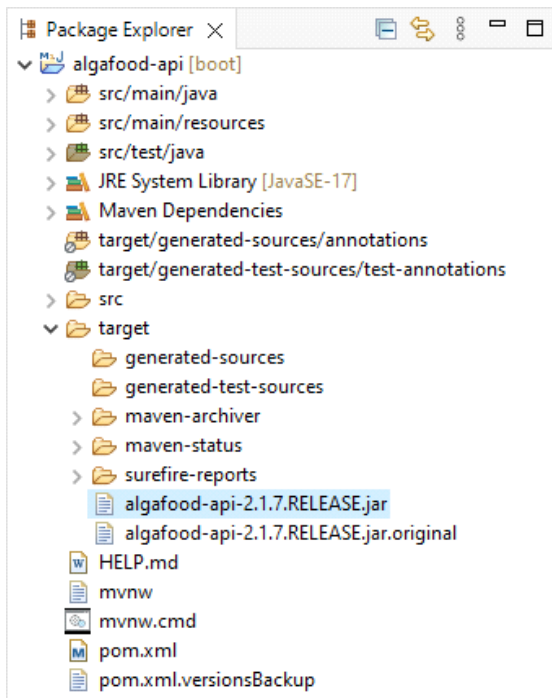 Package Explorer
algafood-api [boot]
src/main/java
src/main/resources
src/test/java
JRE System Library [JavaSE-17]
Maven Dependencies
target/generated-sources/annotations
target/generated-test-sources/test-annotations
src
target
generated-sources
generated-test-sources
maven-archiver
maven-status
surefire-reports
algafood-api-2.1.7.RELEASE.jar
algafood-api-2.1.7.RELEASE.jar.original
HELP.md
mvnw
mvnw.cmd
pom.xml
pom.xml.versionsBackup